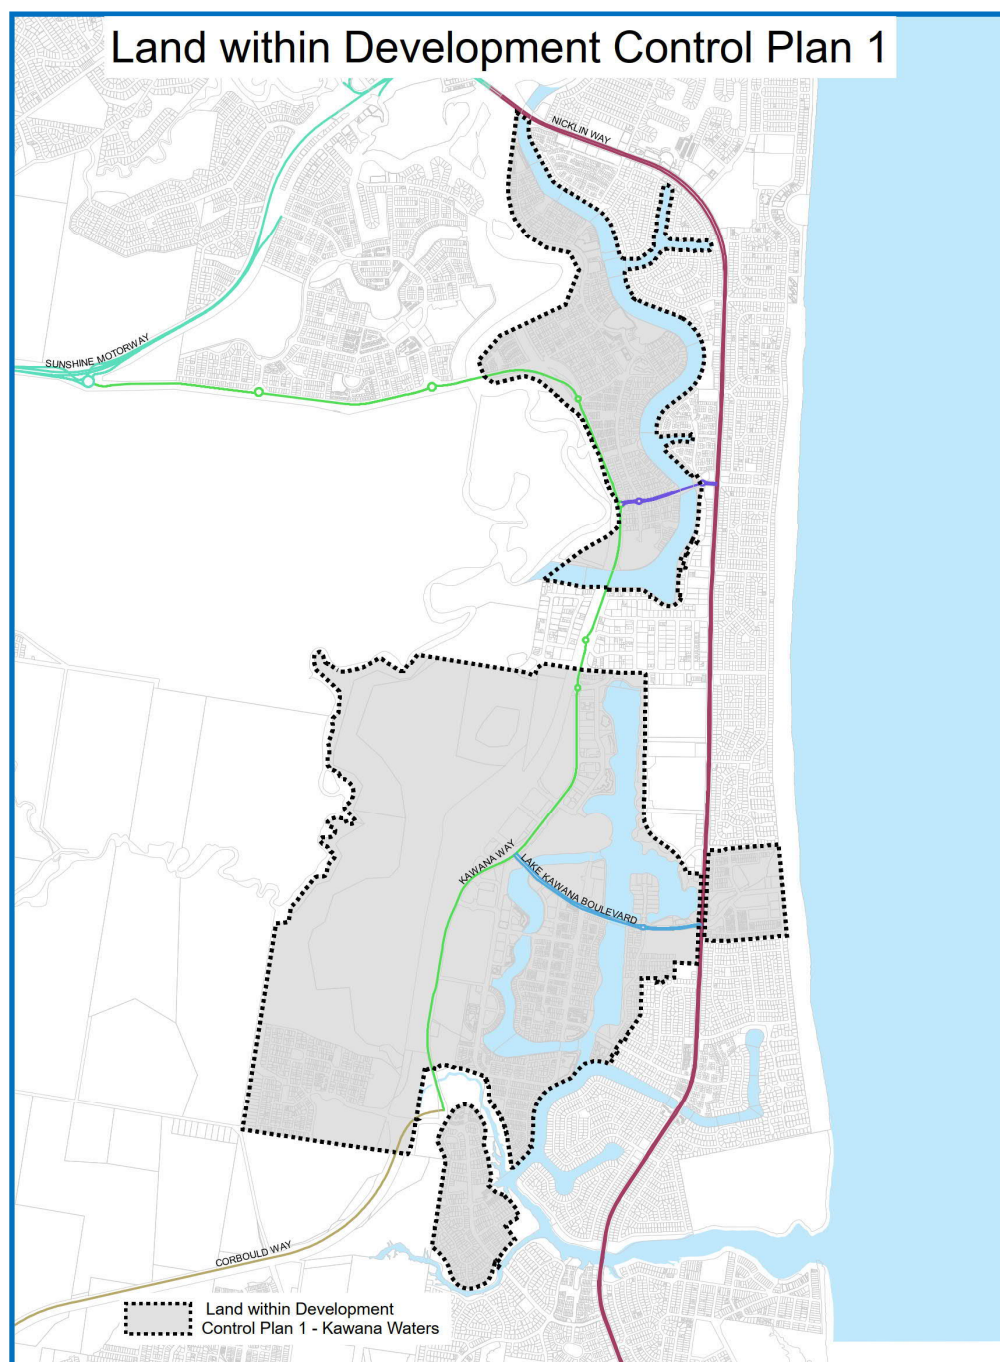 Land within Development Control Plan 1
NICKLIN WAY
SUNSHINE MOTORWAY
KAWANA WAY
LAKE KAWANA BOULEVARD
CORBOULD WAY
Land within Development
Control Plan 1 - Kawana Waters